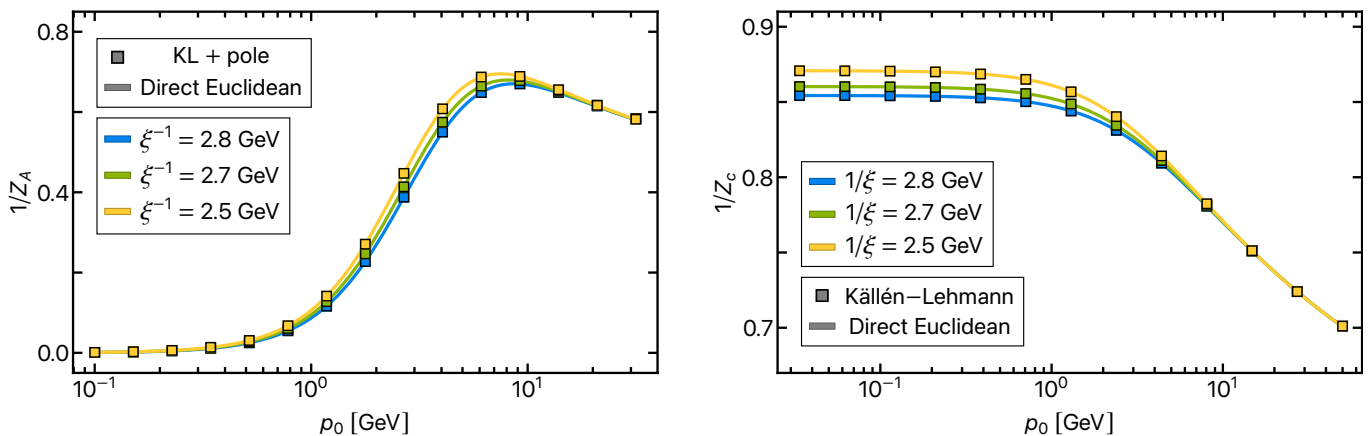 0.8
0.4
0.0
1/Z_A
KL + pole
Direct Euclidean
ξ⁻¹ = 2.8 GeV
ξ⁻¹ = 2.7 GeV
ξ⁻¹ = 2.5 GeV
10⁻¹ 10⁰ 10¹
p₀ [GeV]
0.9
0.8
0.7
1/Z_c
1/ξ = 2.8 GeV
1/ξ = 2.7 GeV
1/ξ = 2.5 GeV
Källén−Lehmann
Direct Euclidean
10⁻¹ 10⁰ 10¹
p₀ [GeV]